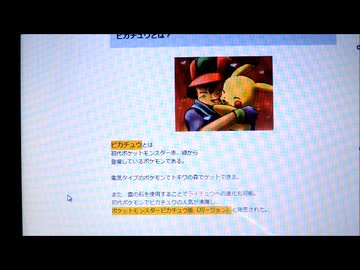 ピカチュウとは？
ピカチュウとは
初代ポケットモンスター赤、緑から
登場しているポケモンである。
電気タイプのポケモンでトキワの森でゲットできる。
また、雷の石を使用することでライチュウへの進化も可能。
初代ポケモンでピカチュウの人気が沸騰し、
ポケットモンスターピカチュウ版（バージョン）も発売された。